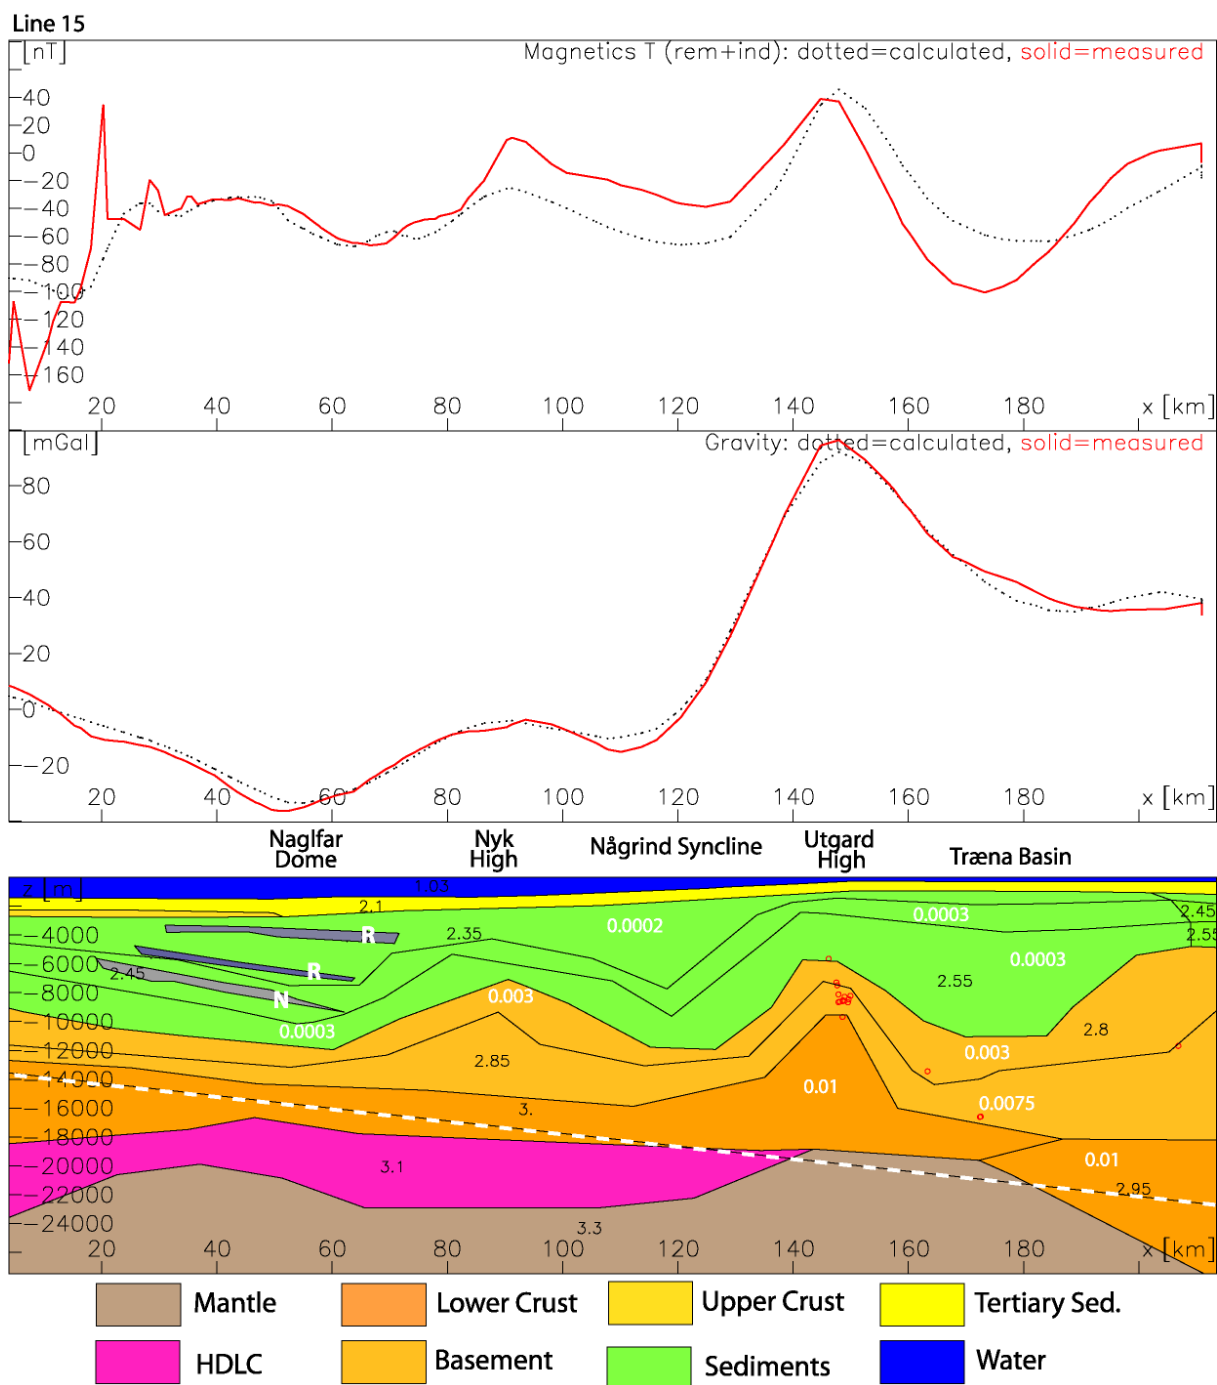 Line 15
[nT]
Magnetics T (rem+ind): dotted=calculated, solid=measured
40
20
0
−20
−40
−60
−80
−100
−120
−140
−160
20 40 60 80 100 120 140 160 180 x [km]
[mGal]
Gravity: dotted=calculated, solid=measured
80
60
40
20
0
−20
20 40 60 80 100 120 140 160 180 x [km]
Naglfar Dome
Nyk High
Någrind Syncline
Utgard High
Træna Basin
z [m]
1.03
2.1
2.45
0.0003
0.0002
−4000
R
2.35
2.55
0.0003
−6000
2.45
R
2.55
−8000
N
0.003
−10000
0.0003
2.8
−12000
2.85
0.003
−14000
0.01
0.0075
−16000
3.
−18000
0.01
−20000
3.1
2.95
−22000
−24000
3.3
20 40 60 80 100 120 140 160 180 x [km]
Mantle
Lower Crust
Upper Crust
Tertiary Sed.
HDLC
Basement
Sediments
Water